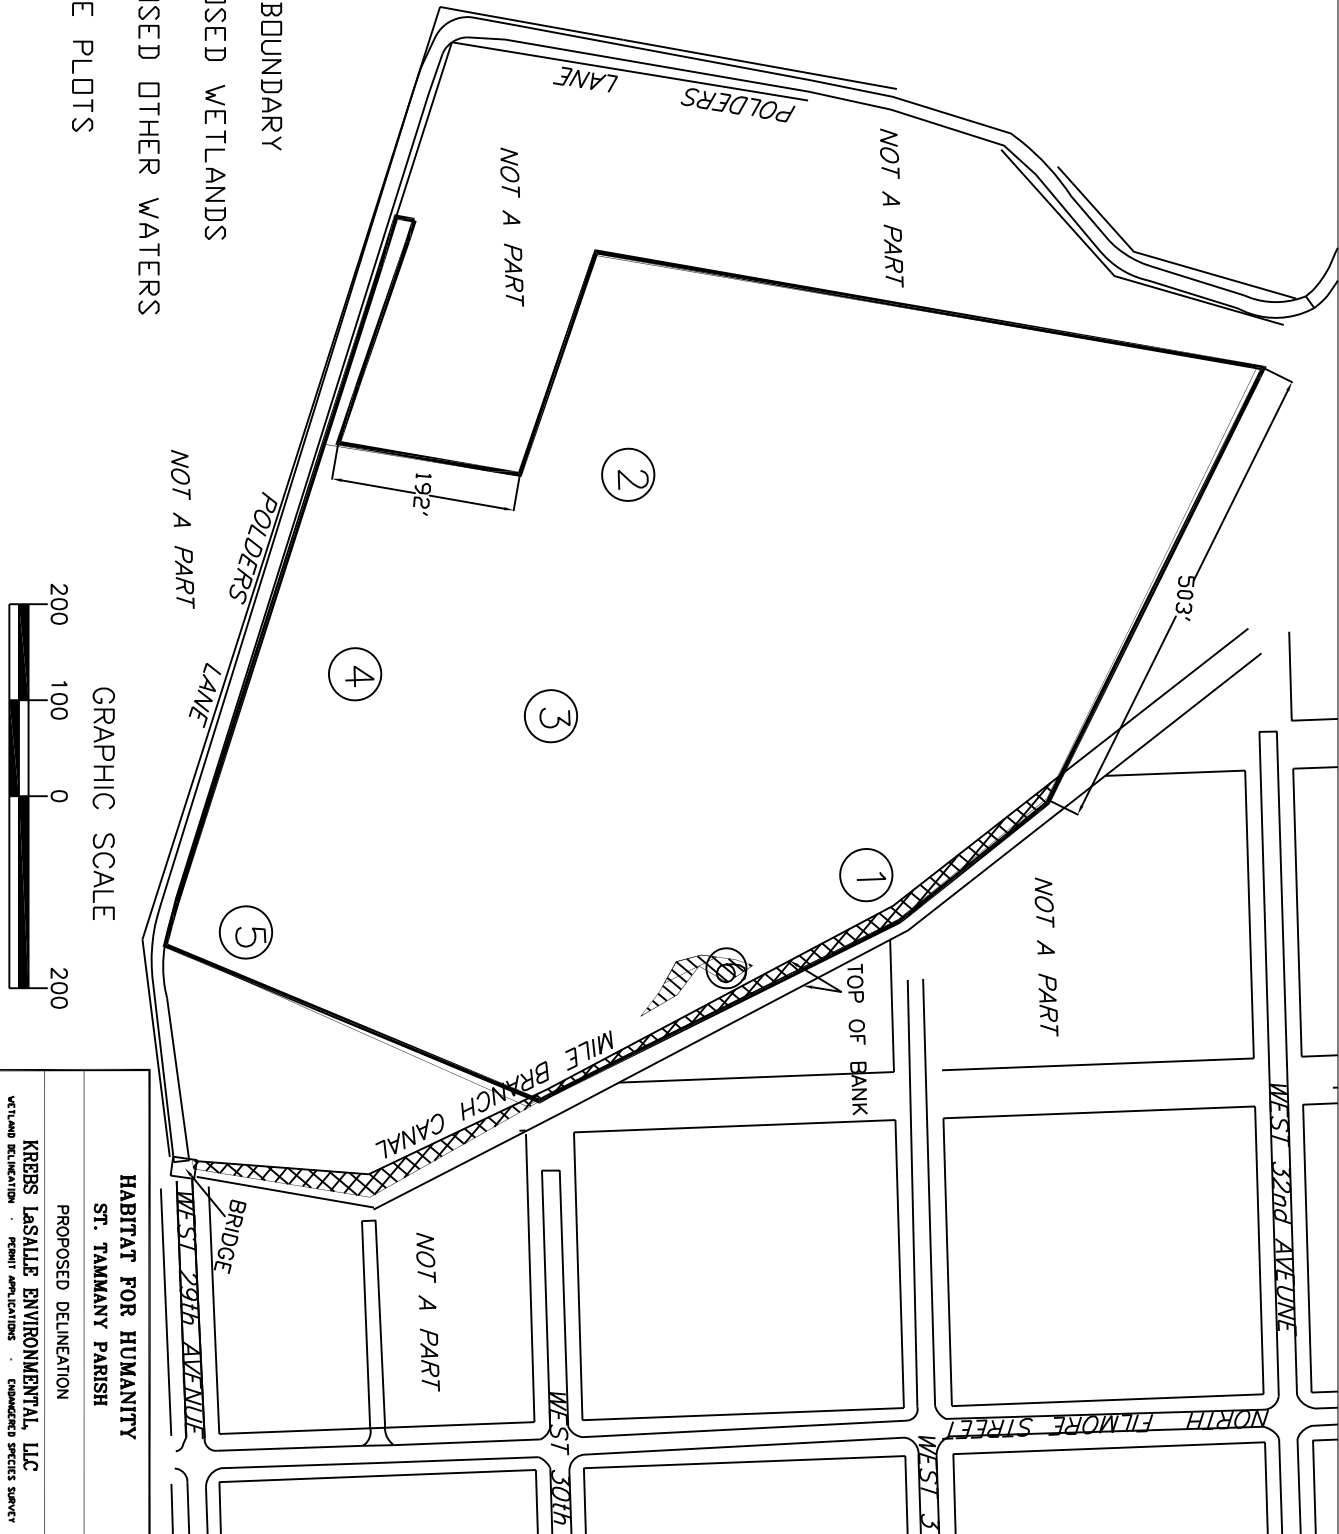 BOUNDARY
SED WETLANDS
SED OTHER WATERS
E PLOTS
POLDERS LANE
NOT A PART
NOT A PART
NOT A PART
POLDERS LANE
192'
503'
2
4
3
1
5
6
NOT A PART
TOP OF BANK
MILE BRANCH CANAL
BRIDGE
NOT A PART
WEST 32nd AVEUNE
WEST 3
WEST 30th
WEST 29th AVENUE
NORTH FILMORE STREET
GRAPHIC SCALE
200 100 0 200
HABITAT FOR HUMANITY
ST. TAMMANY PARISH
PROPOSED DELINEATION
KREBS LaSALLE ENVIRONMENTAL, LLC
WETLAND DELINEATION · PERMIT APPLICATIONS · ENDANGERED SPECIES SURVEY